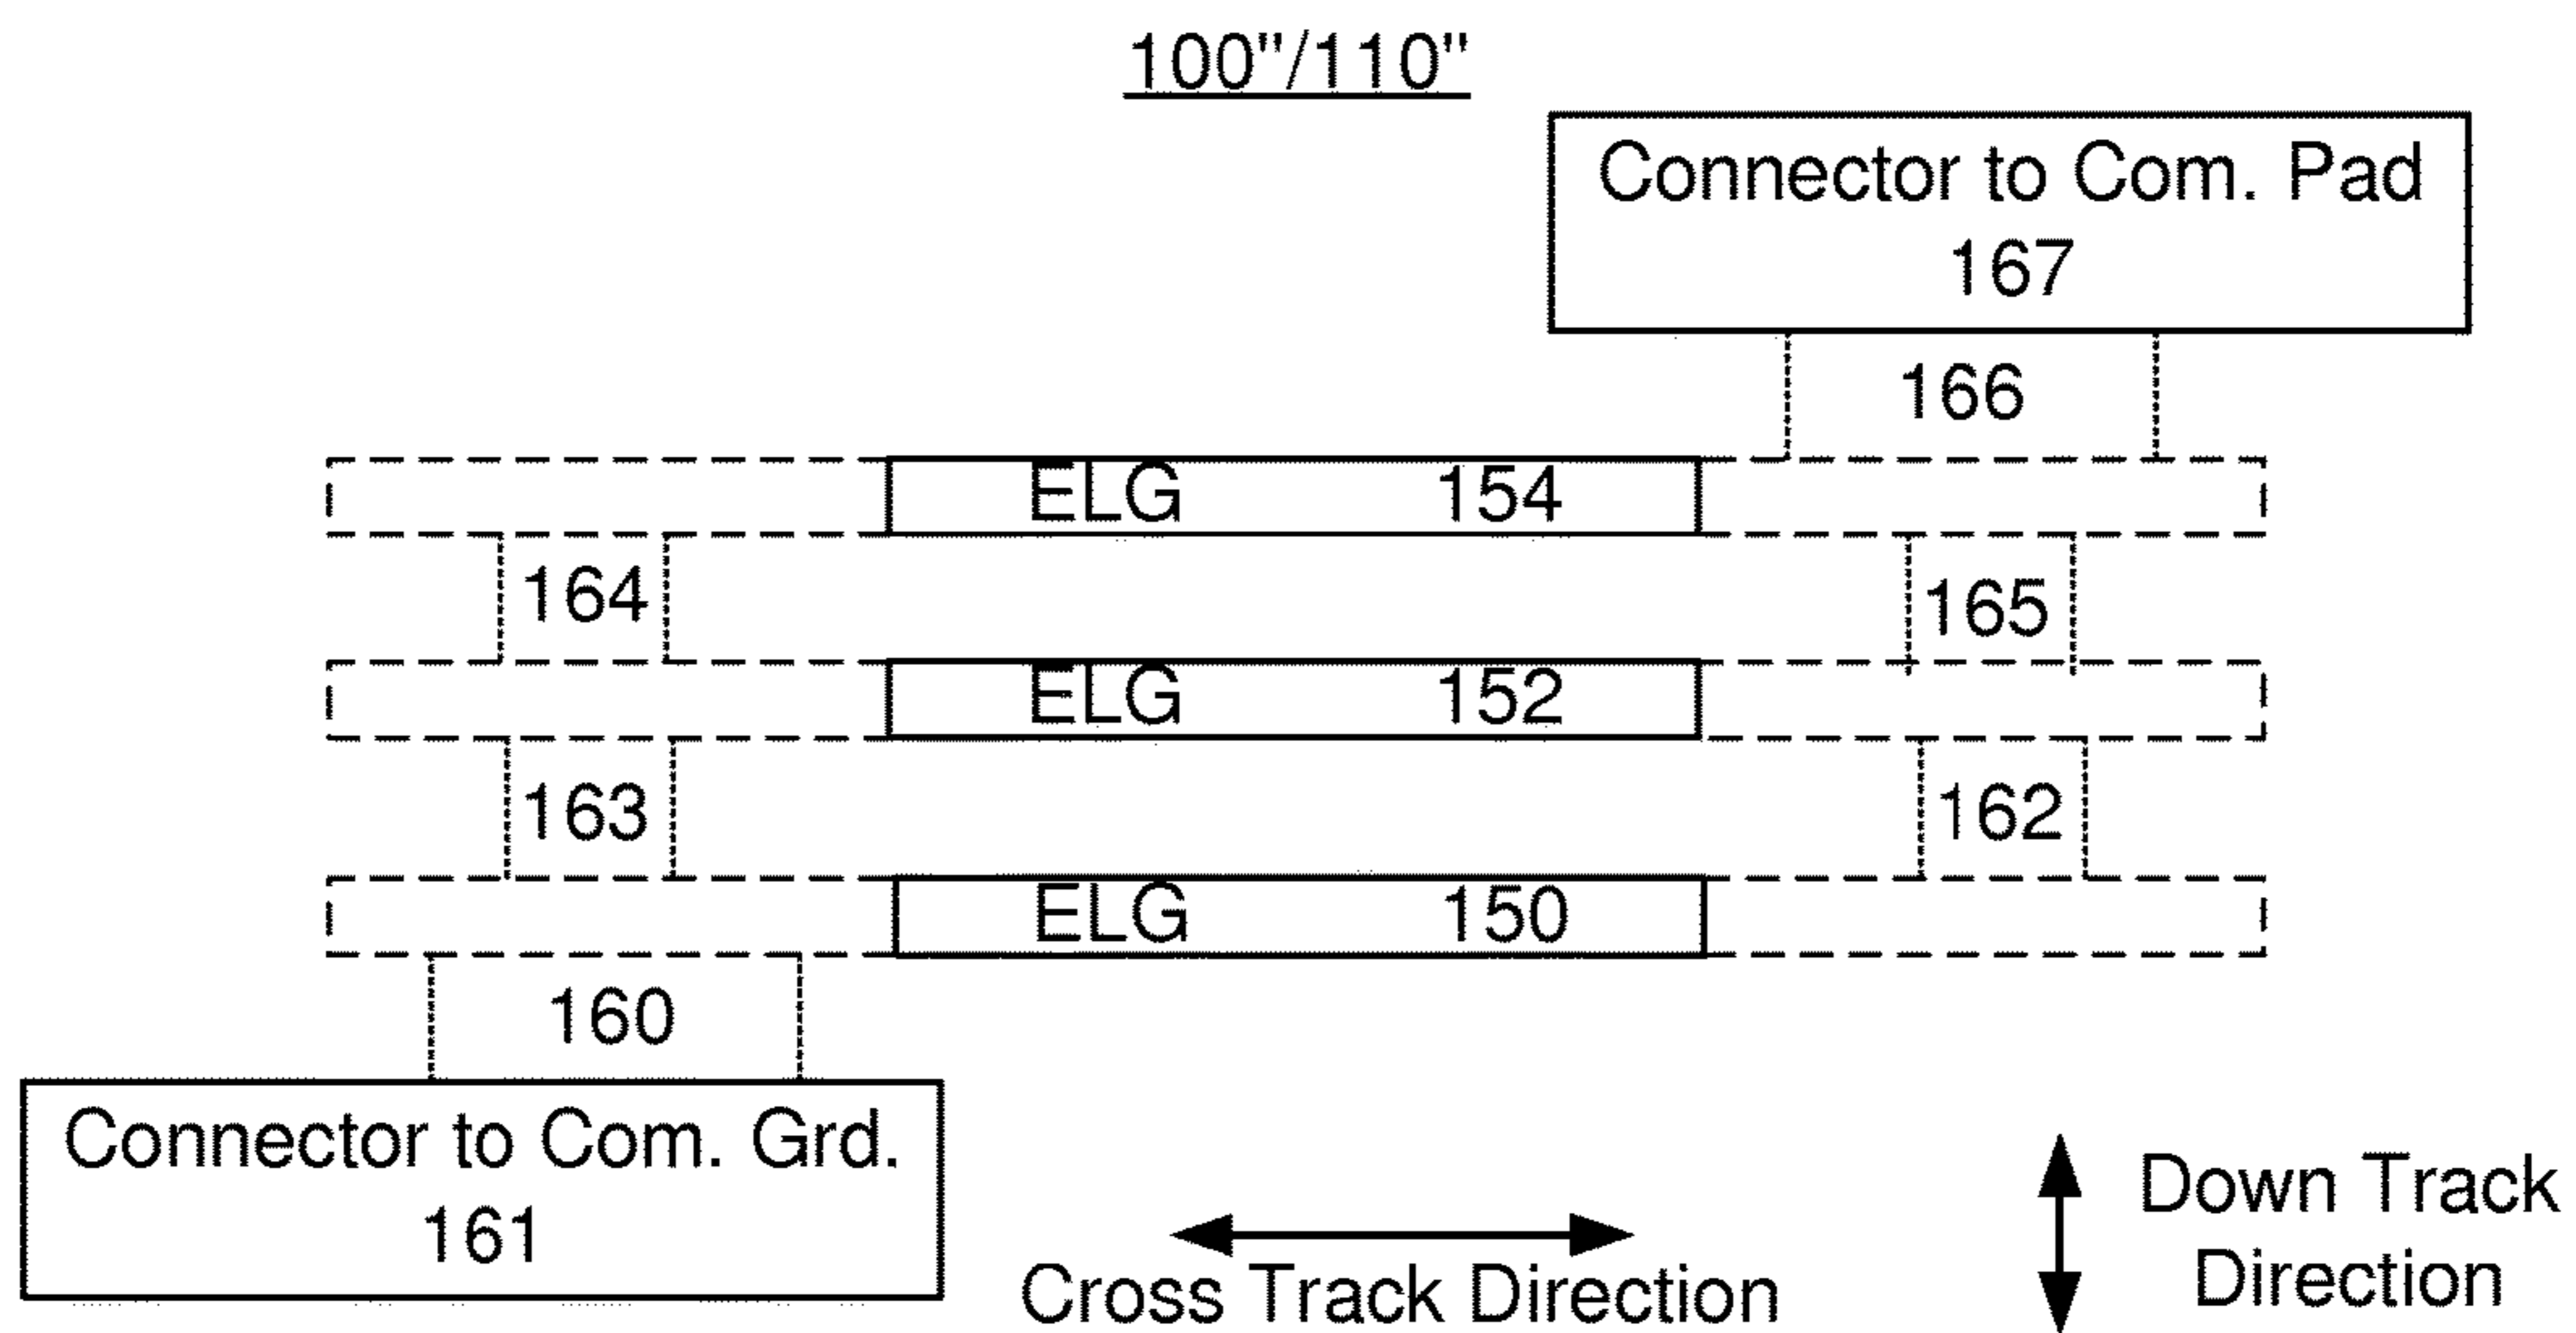 100"/110"
Connector to Com. Pad
167
166
ELG 154
164
165
ELG 152
163
162
ELG 150
160
Connector to Com. Grd.
161
Cross Track Direction
Down Track
Direction